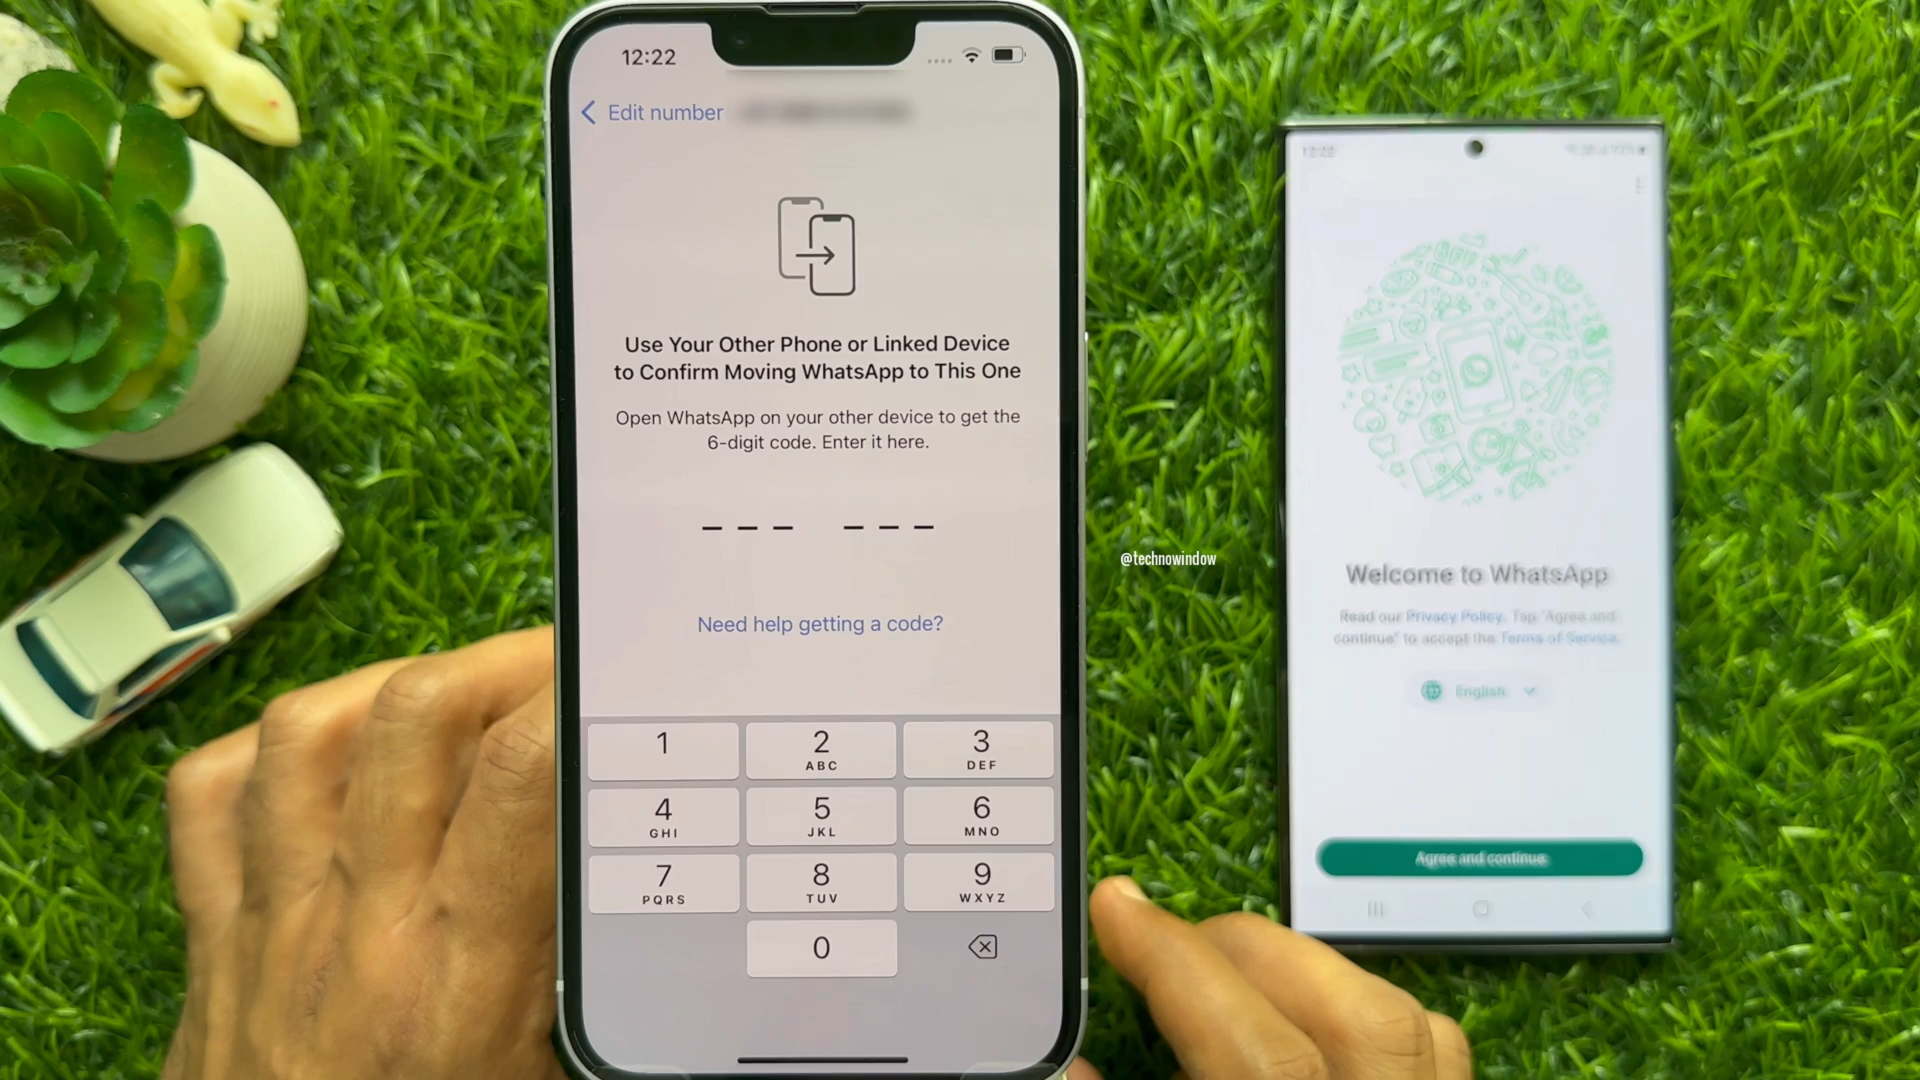 12:22
Edit number
Use Your Other Phone or Linked Device
to Confirm Moving WhatsApp to This One
Open WhatsApp on your other device to get the
6-digit code. Enter it here.
Need help getting a code?
1
2
ABC
3
DEF
4
GHI
5
JKL
6
MNO
7
PQRS
8
TUV
9
WXYZ
0
@technowindow
12:22
BFF
Welcome to WhatsApp
Read our Privacy Policy. Tap "Agree and
continue" to accept the Terms of Service.
English
Agree and continue